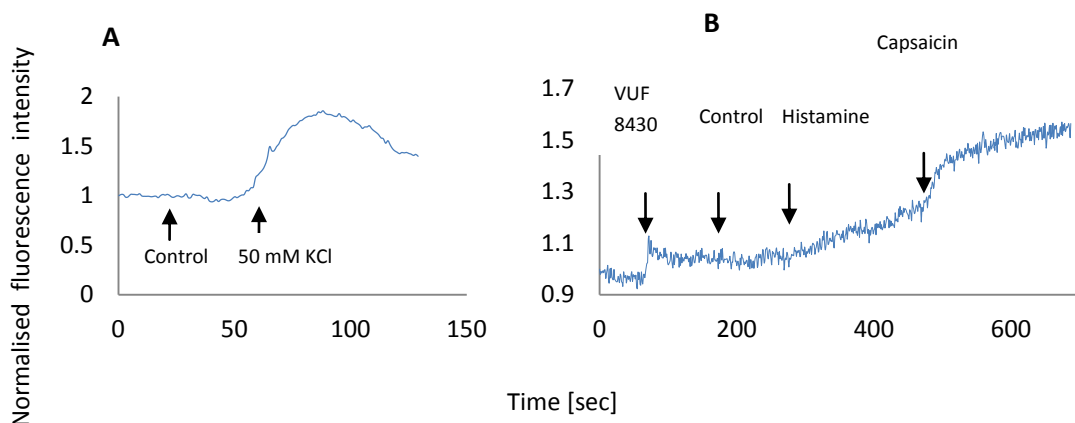 A
Normalised fluorescence intensity
2
1.5
1
0.5
0
Control
50 mM KCl
0
50
100
150
B
Capsaicin
1.7
1.5
1.3
1.1
0.9
VUF
8430
Control
Histamine
0
200
400
600
Time [sec]